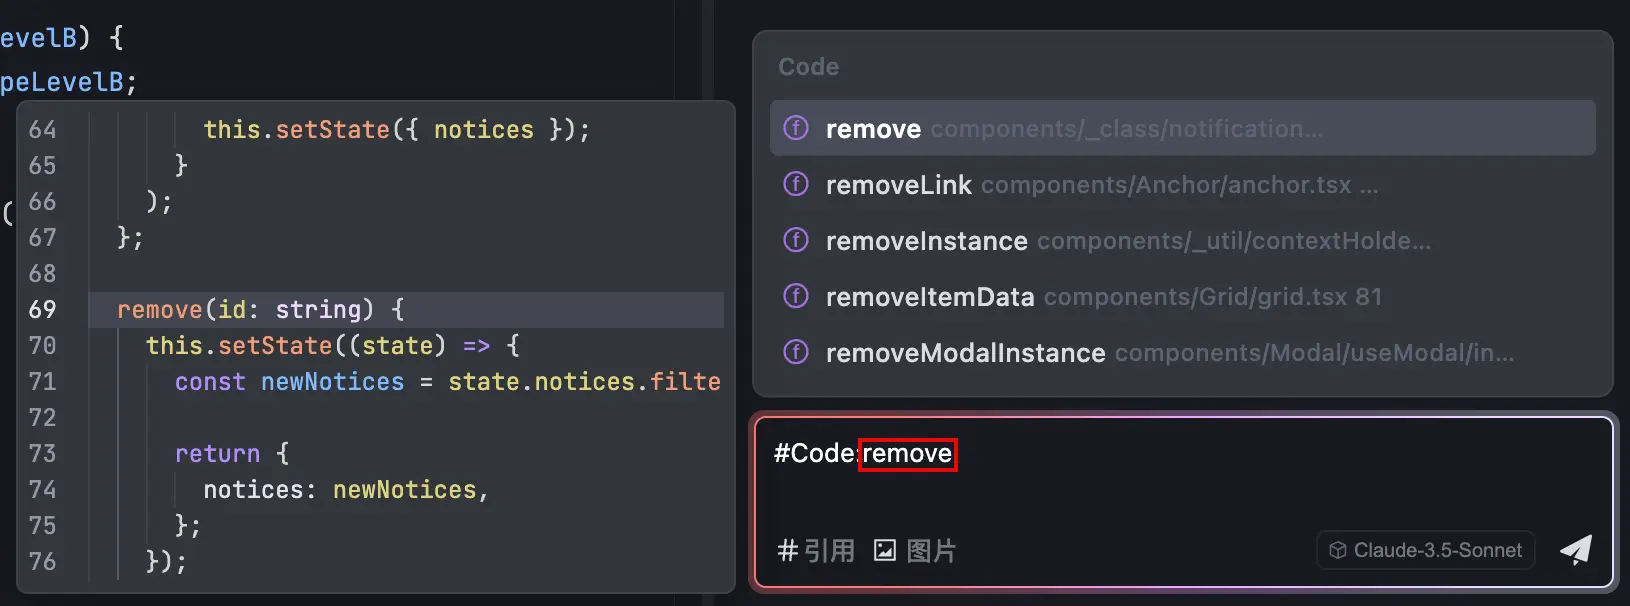 evelB) {
peLevelB;
(
64 this.setState({ notices });
65 }
66 );
67 };
68
69 remove(id: string) {
70 this.setState((state) => {
71 const newNotices = state.notices.filte
72
73 return {
74 notices: newNotices,
75 };
76 });
Code
remove components/_class/notification...
removeLink components/Anchor/anchor.tsx ...
removeInstance components/_util/contextHolde...
removeItemData components/Grid/grid.tsx 81
removeModalInstance components/Modal/useModal/in...
#Code:remove
# 引用 图片
Claude-3.5-Sonnet